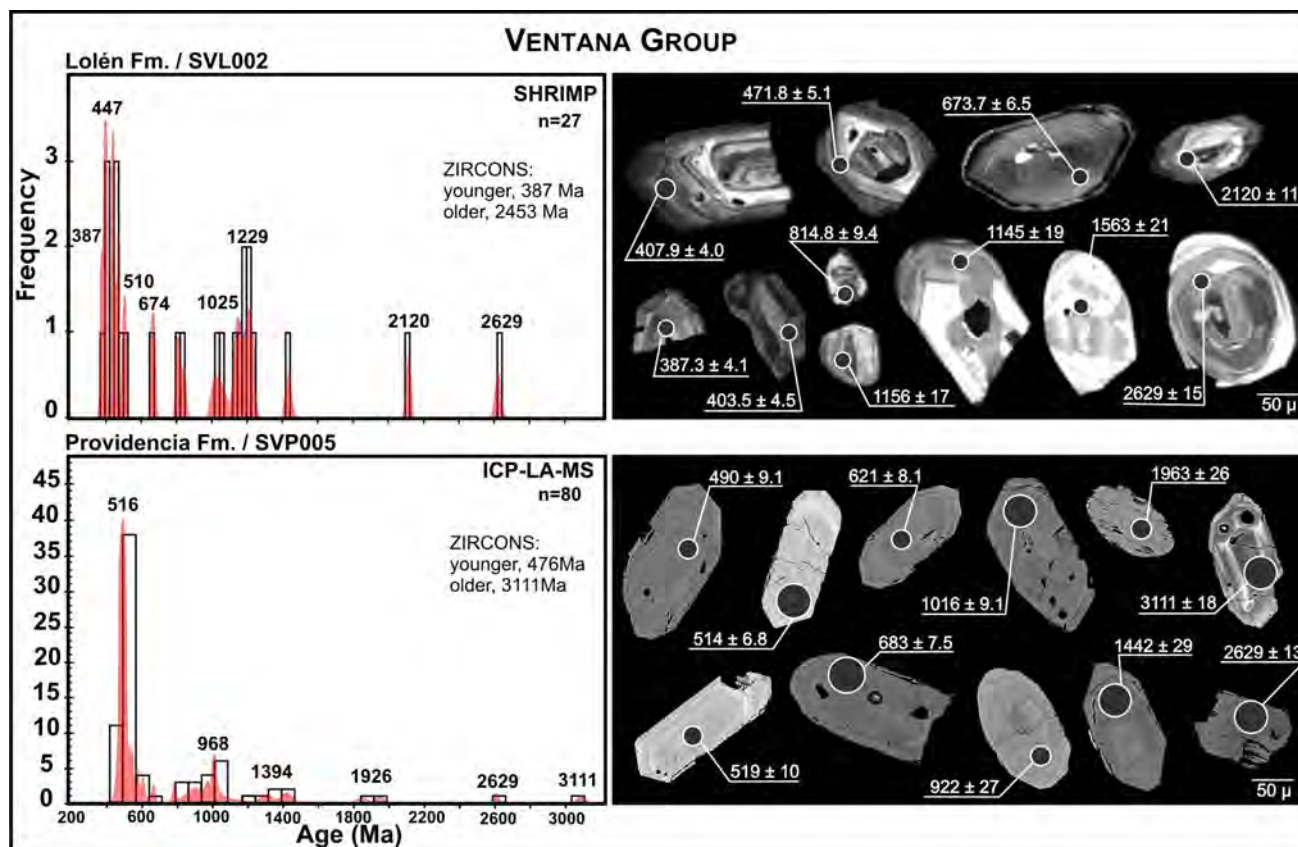 VENTANA GROUP
Lolén Fm. / SVL002
SHRIMP
n=27
ZIRCONS:
younger, 387 Ma
older, 2453 Ma
Frequency
3
2
1
0
447
387
510
674
1025
1229
2120
2629
471.8 ± 5.1
673.7 ± 6.5
2120 ± 11
407.9 ± 4.0
814.8 ± 9.4
1145 ± 19
1563 ± 21
387.3 ± 4.1
403.5 ± 4.5
1156 ± 17
2629 ± 15
50 µ
Providencia Fm. / SVP005
ICP-LA-MS
n=80
ZIRCONS:
younger, 476Ma
older, 3111Ma
45
40
35
30
25
20
15
10
5
0
516
968
1394
1926
2629
3111
200 600 1000 1400 1800 2200 2600 3000
Age (Ma)
490 ± 9.1
621 ± 8.1
1963 ± 26
514 ± 6.8
1016 ± 9.1
3111 ± 18
683 ± 7.5
1442 ± 29
2629 ± 13
519 ± 10
922 ± 27
50 µ